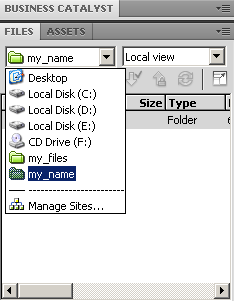 BUSINESS CATALYST
FILES ASSETS
my_name Local view
Desktop
Size Type
Local Disk (C:)
Local Disk (D:)
Local Disk (E:)
Folder
CD Drive (F:)
my_files
my_name
Manage Sites...